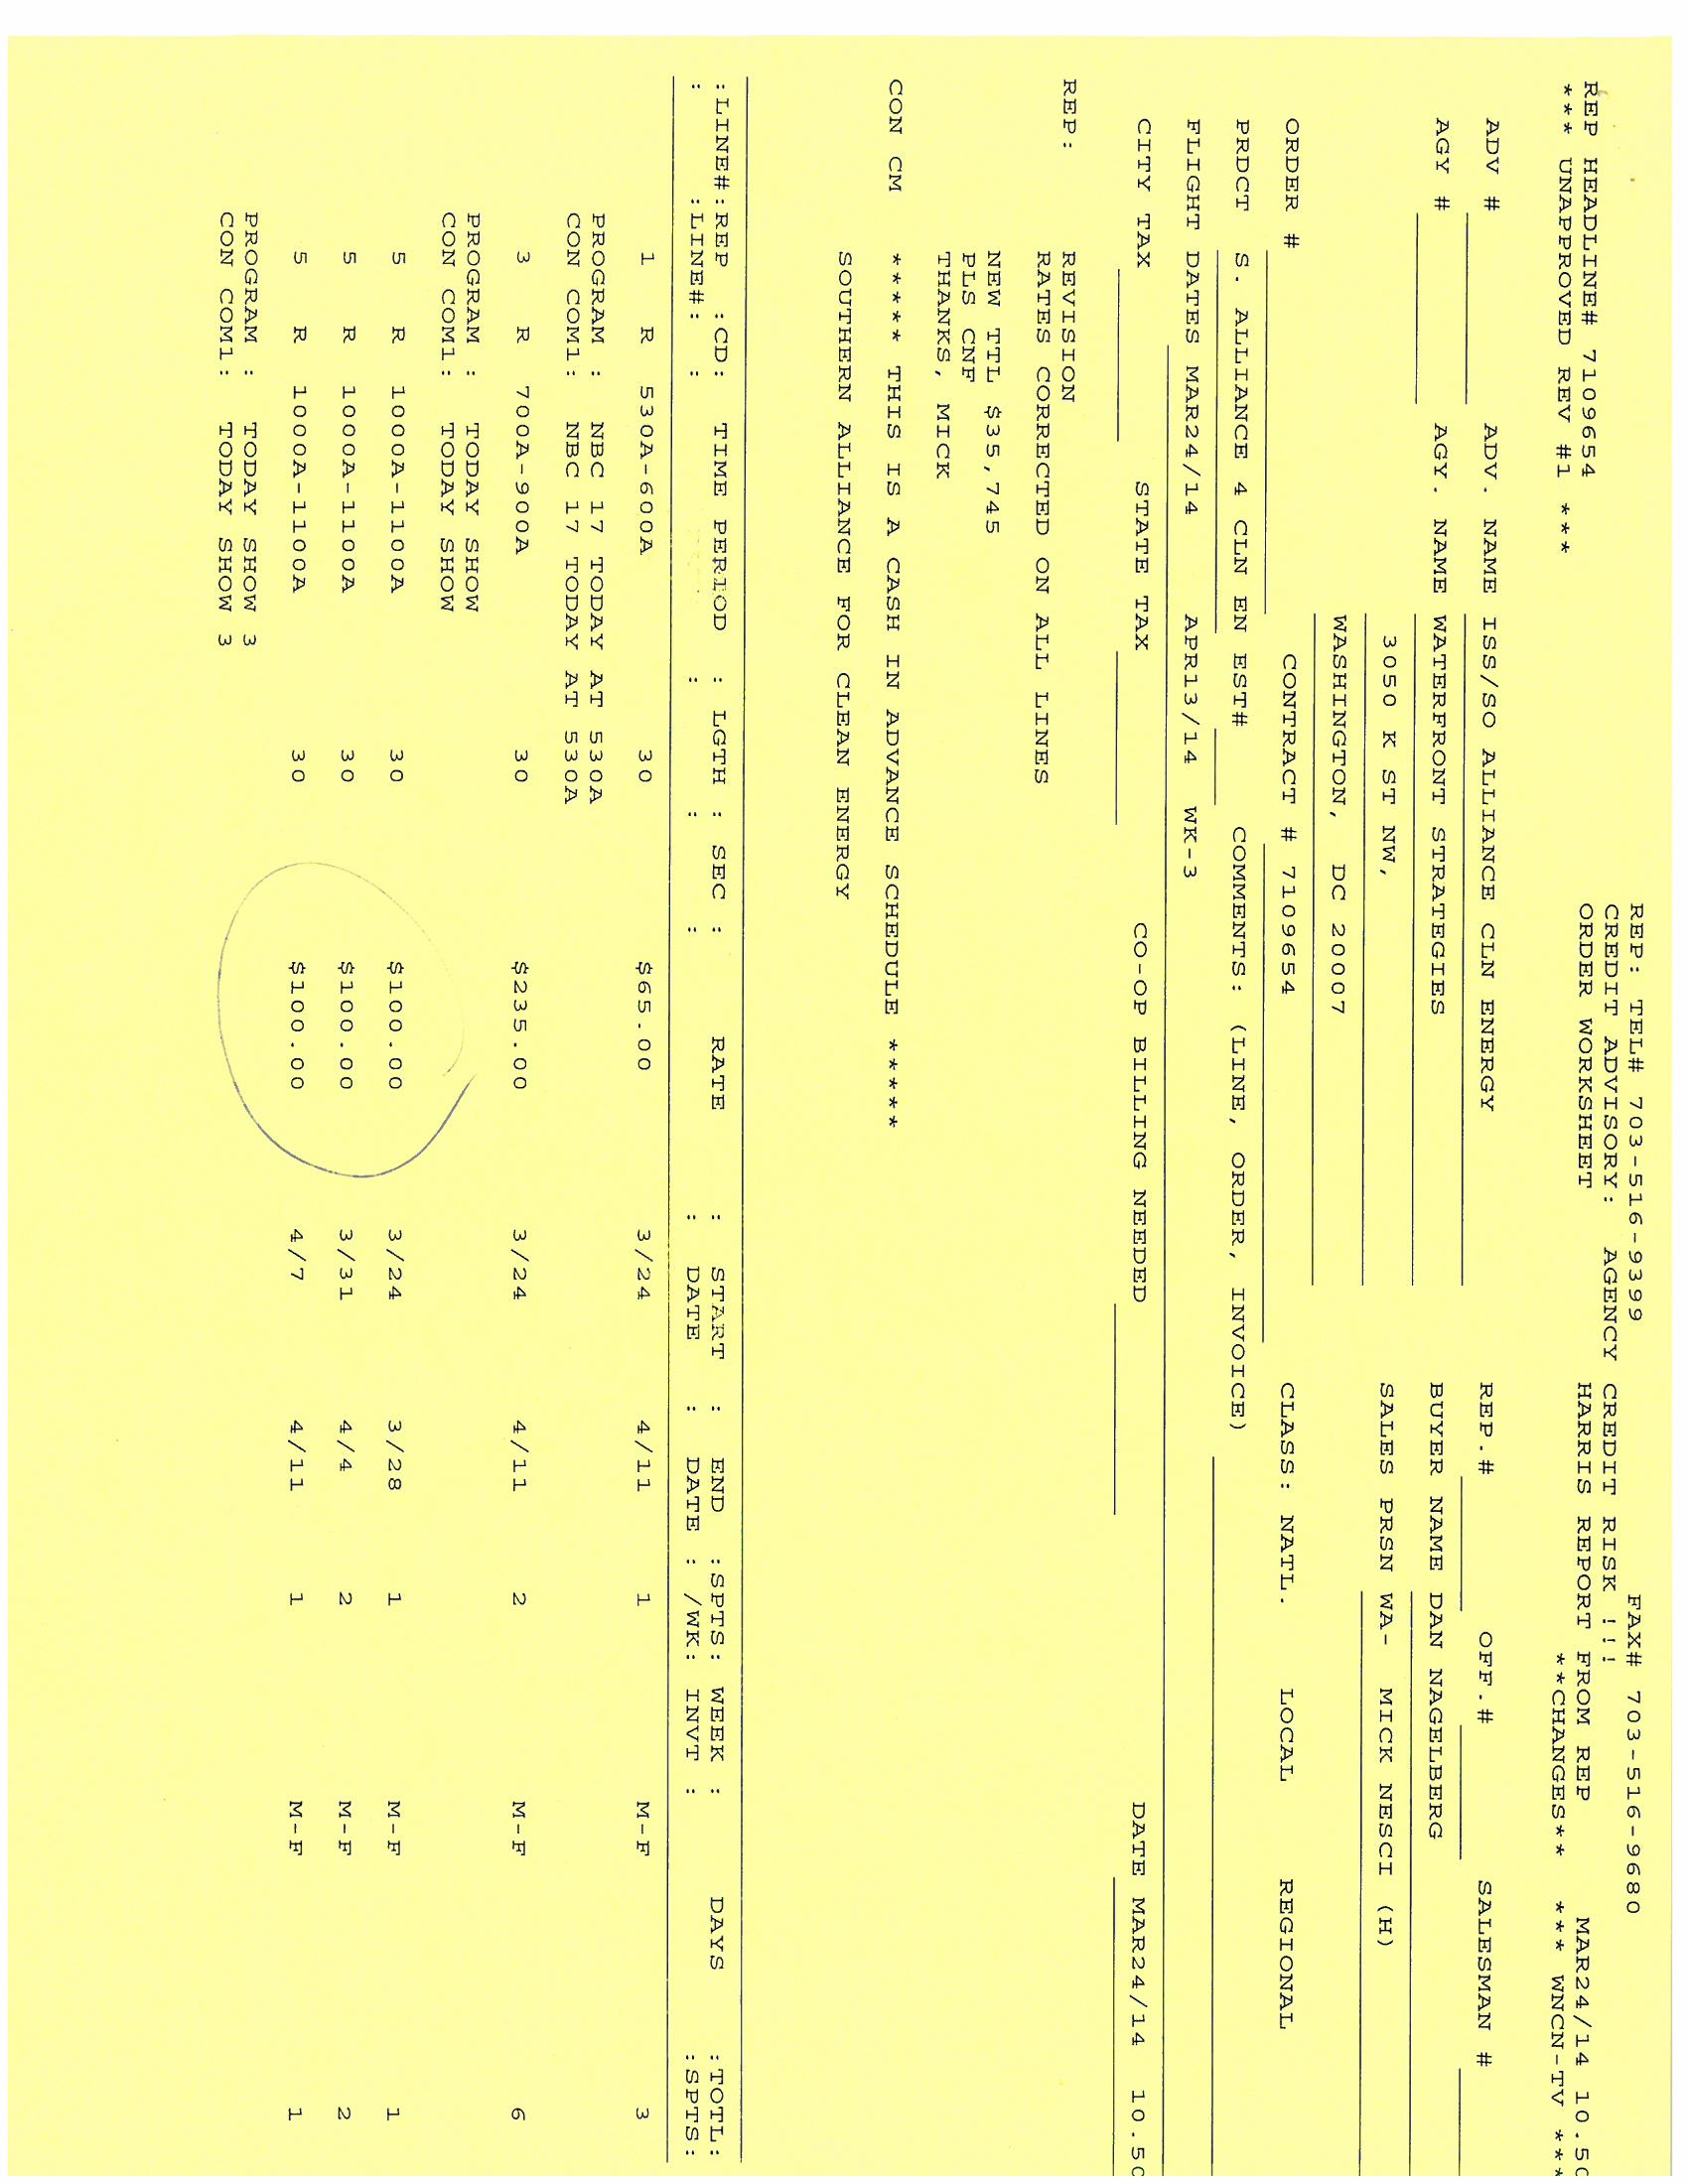 REP: TEL# 703-516-9399 FAX# 703-516-9680
CREDIT ADVISORY: AGENCY CREDIT RISK !!!
REP HEADLINE# 7109654 ORDER WORKSHEET HARRIS REPORT FROM REP MAR24/14 10.50
*** UNAPPROVED REV #1 *** **CHANGES** *** WNCN-TV ***
ADV # ADV. NAME ISS/SO ALLIANCE CLN ENERGY REP.# OFF.# SALESMAN #
AGY # AGY. NAME WATERFRONT STRATEGIES BUYER NAME DAN NAGELBERG
3050 K ST NW, SALES PRSN WA- MICK NESCI (H)
WASHINGTON, DC 20007
ORDER # CONTRACT # 7109654 CLASS: NATL. LOCAL REGIONAL
PRDCT S. ALLIANCE 4 CLN EN EST# COMMENTS: (LINE, ORDER, INVOICE)
FLIGHT DATES MAR24/14 APR13/14 WK-3
CITY TAX STATE TAX CO-OP BILLING NEEDED DATE MAR24/14 10.50
REP: REVISION
RATES CORRECTED ON ALL LINES
NEW TTL $35,745
PLS CNF
THANKS, MICK
CON CM ***** THIS IS A CASH IN ADVANCE SCHEDULE *****
SOUTHERN ALLIANCE FOR CLEAN ENERGY
:LINE#:REP :CD: TIME PERIOD : LGTH : SEC : RATE : START : END :SPTS: WEEK : DAYS :TOTL:
: :LINE#: : : : : : DATE : DATE : /WK: INVT : :SPTS:
1 R 530A-600A 30 $65.00 3/24 4/11 1 M-F 3
PROGRAM : NBC 17 TODAY AT 530A
CON COM1: NBC 17 TODAY AT 530A
3 R 700A-900A 30 $235.00 3/24 4/11 2 M-F 6
PROGRAM : TODAY SHOW
CON COM1: TODAY SHOW
5 R 1000A-1100A 30 $100.00 3/24 3/28 1 M-F 1
5 R 1000A-1100A 30 $100.00 3/31 4/4 2 M-F 2
5 R 1000A-1100A 30 $100.00 4/7 4/11 1 M-F 1
PROGRAM : TODAY SHOW 3
CON COM1: TODAY SHOW 3